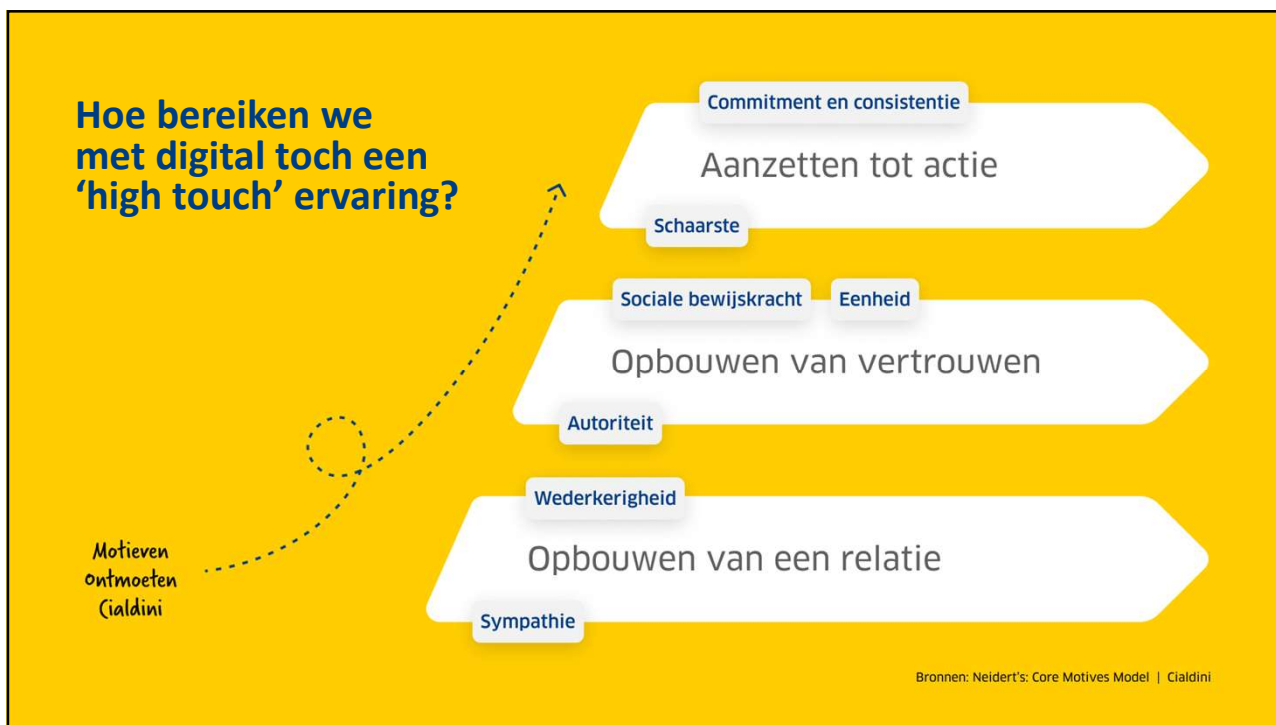 Hoe bereiken we
met digital toch een
‘high touch’ ervaring?
Commitment en consistentie
Aanzetten tot actie
Schaarste
Sociale bewijskracht
Eenheid
Opbouwen van vertrouwen
Autoriteit
Wederkerigheid
Opbouwen van een relatie
Sympathie
Motieven
ontmoeten
Cialdini
Bronnen: Neidert's: Core Motives Model | Cialdini